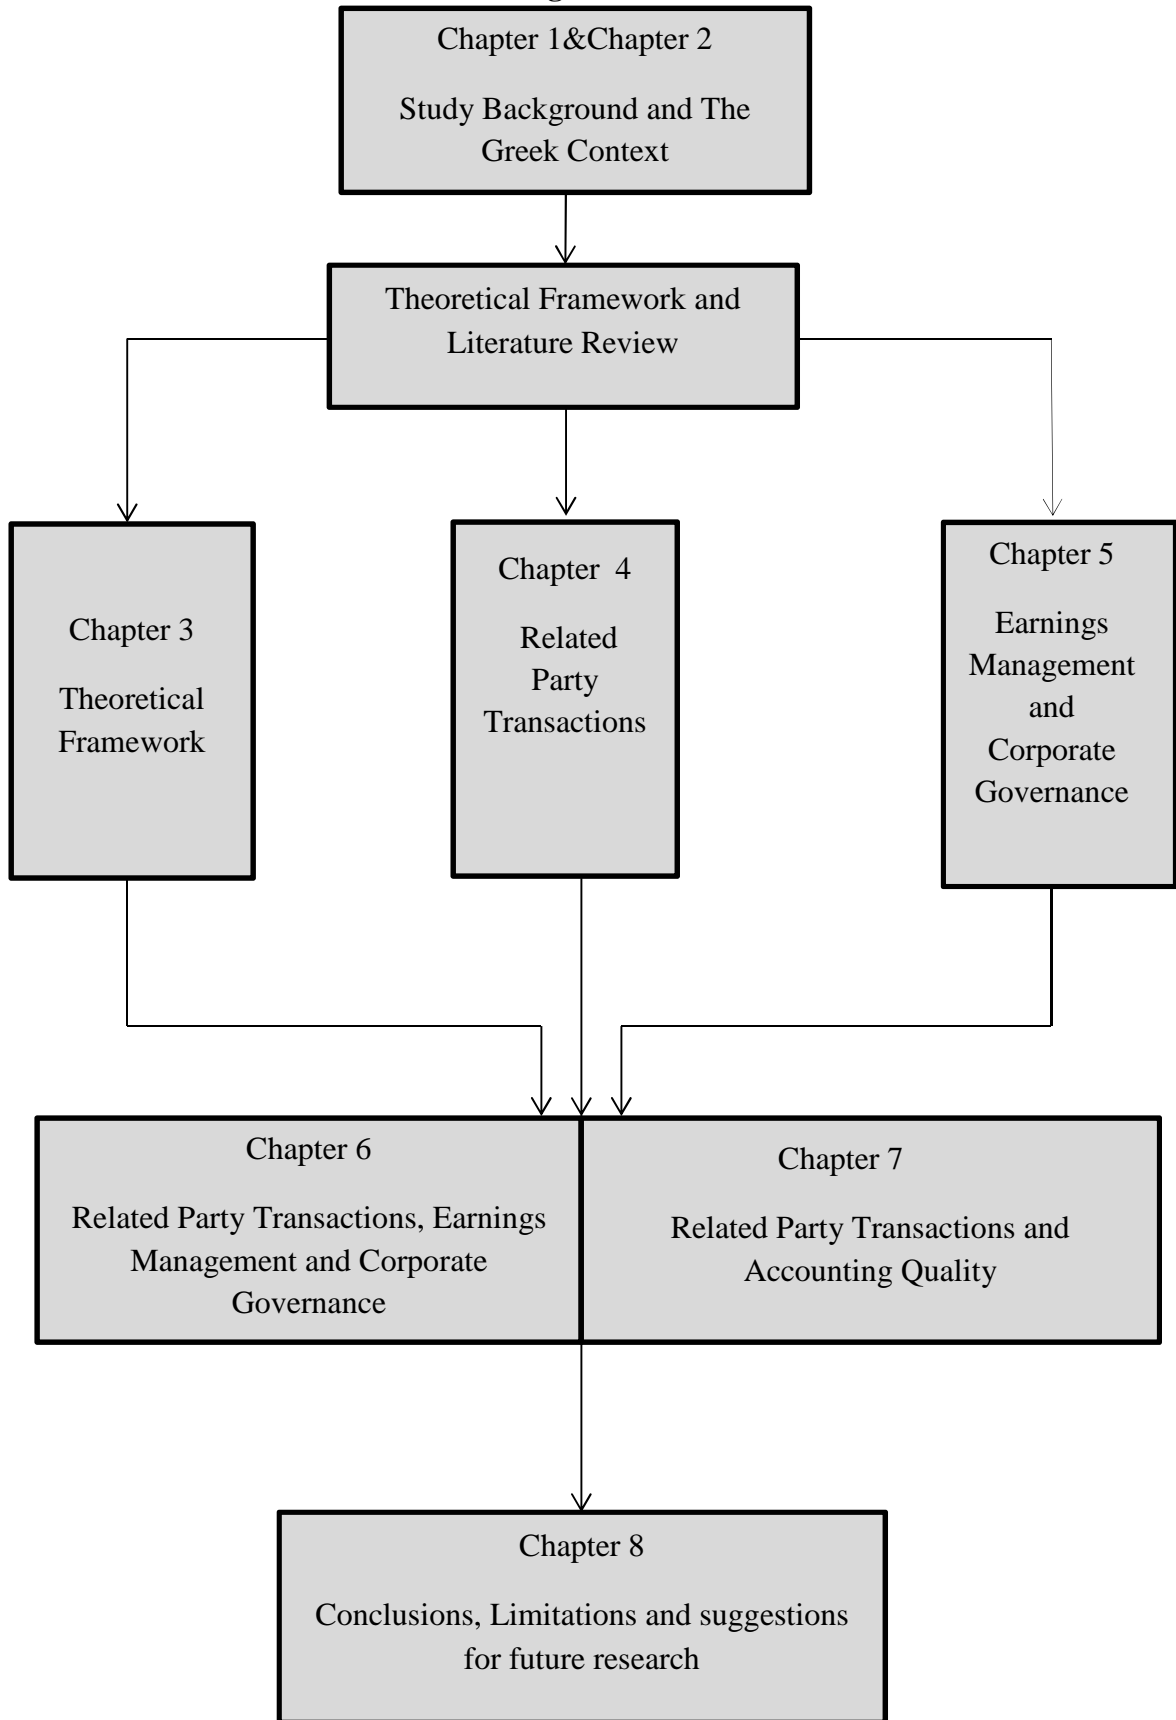 Chapter 1&Chapter 2
Study Background and The
Greek Context
Theoretical Framework and
Literature Review
Chapter 3
Theoretical
Framework
Chapter 4
Related
Party
Transactions
Chapter 5
Earnings
Management
and
Corporate
Governance
Chapter 6
Related Party Transactions, Earnings
Management and Corporate
Governance
Chapter 7
Related Party Transactions and
Accounting Quality
Chapter 8
Conclusions, Limitations and suggestions
for future research